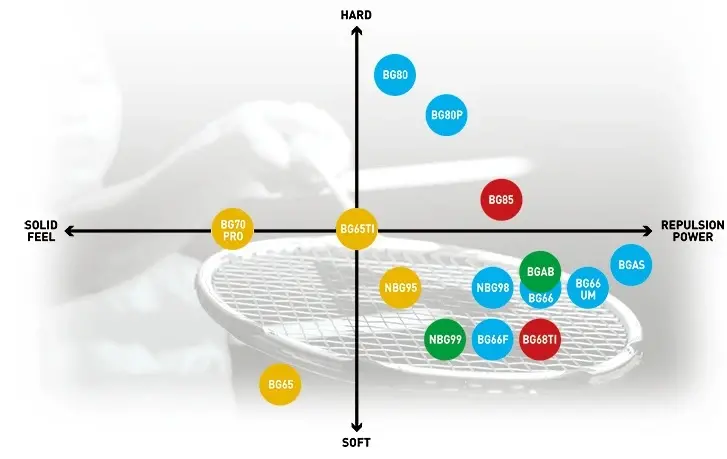 HARD
BG80
BG80P
BG85
SOLID
FEEL
BG70
PRO
BG65TI
REPULSION
POWER
BGAB
BGAS
NBG95
NBG98
BG66
BG66
UM
NBG99
BG66F
BG68TI
BG65
SOFT